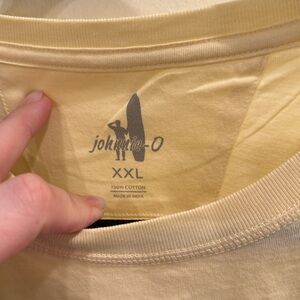 johnnie-O
XXL
100% COTTON
MADE IN INDIA